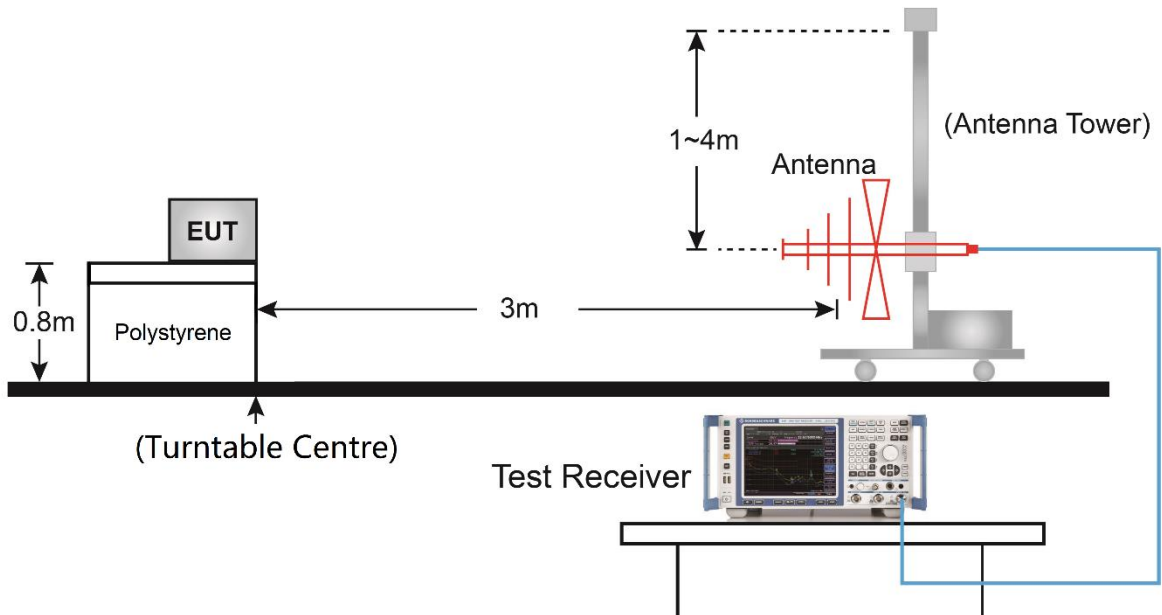 1~4m
(Antenna Tower)
Antenna
EUT
0.8m
Polystyrene
3m
(Turntable Centre)
Test Receiver